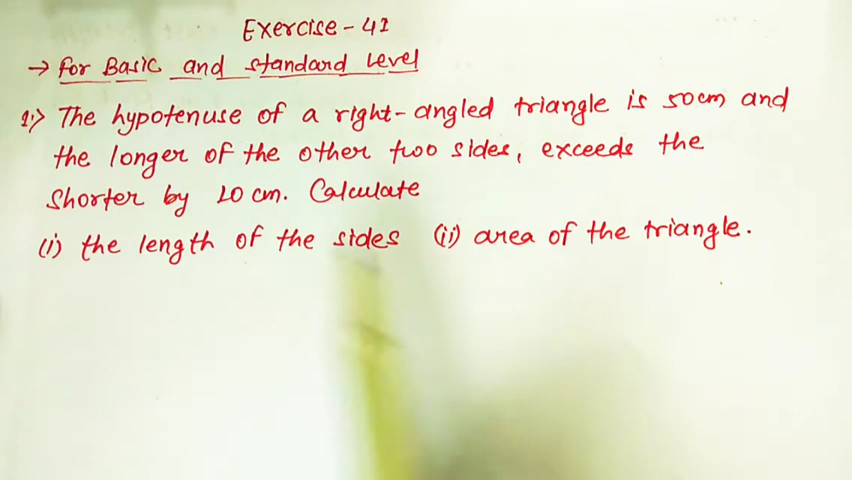 Exercise - 4I
→ For Basic and standard Level
1.) The hypotenuse of a right-angled triangle is 50cm and
the longer of the other two sides, exceeds the
shorter by 10 cm. Calculate
(i) the length of the sides (ii) area of the triangle.